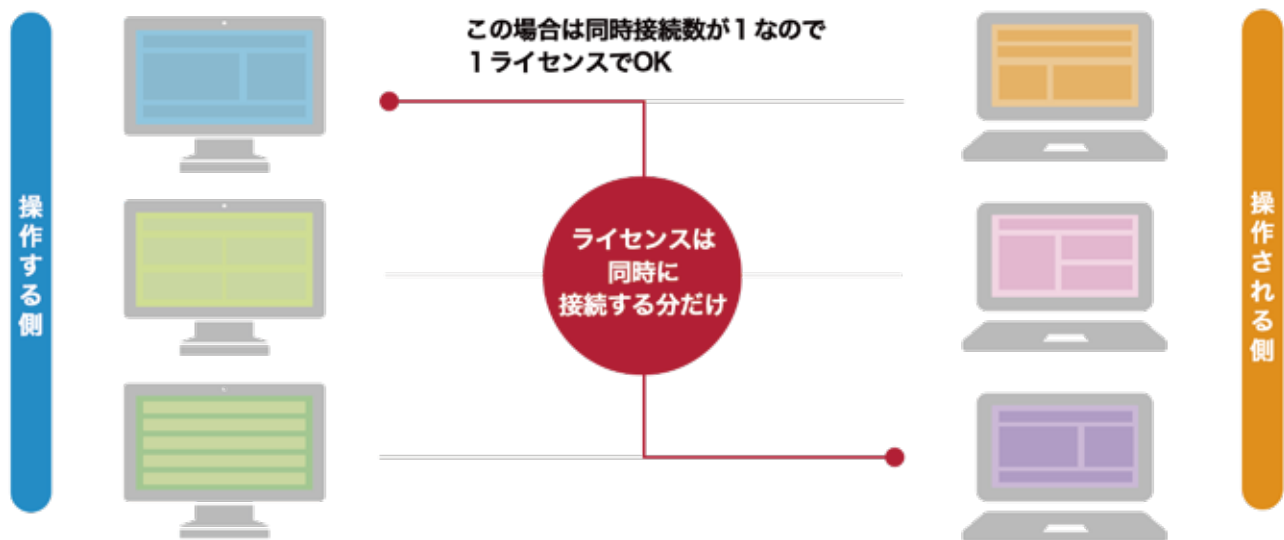 この場合は同時接続数が１なので
１ライセンスでOK
操作する側
ライセンスは
同時に
接続する分だけ
操作される側